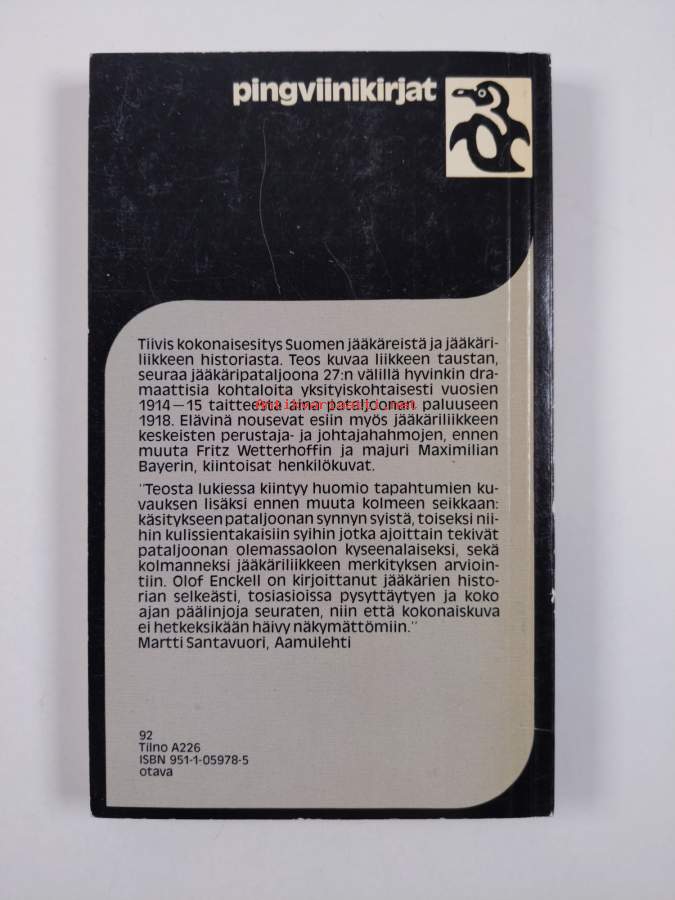 pingviinikirjat
Tiivis kokonaisesitys Suomen jääkäreistä ja jääkäri-
liikkeen historiasta. Teos kuvaa liikkeen taustan,
seuraa jääkäripataljoona 27:n välillä hyvinkin dra-
maattisia kohtaloita yksityiskohtaisesti vuosien
1914–15 taitteesta aivan pataljoonan paluuseen
1918. Elävinä nousevat esiin myös jääkäriliikkeen
keskeisten perustaja- ja johtajahahmojen, ennen
muuta Fritz Wetterhoffin ja majuri Maximilian
Bayerin, kiintoisat henkilökuvat.
"Teosta lukiessa kiintyy huomio tapahtumien ku-
vauksen lisäksi ennen muuta kolmeen seikkaan:
käsitykseen pataljoonan synnyn syistä, toiseksi nii-
hin kulissientakaisiin syihin jotka ajoittain tekivät
pataljoonan olemassaolon kyseenalaiseksi, sekä
kolmanneksi jääkäriliikkeen merkityksen arvioin-
tiin. Olof Enckell on kirjoittanut jääkärien histo-
rian selkeästi, tosiasioissa pysyttäytyen ja koko
ajan päälinjoja seuraten, niin että kokonaiskuva
ei hetkeksikään häivy näkymättömiin."
Martti Santavuori, Aamulehti
92
Tilno A226
ISBN 951-1-05978-5
otava